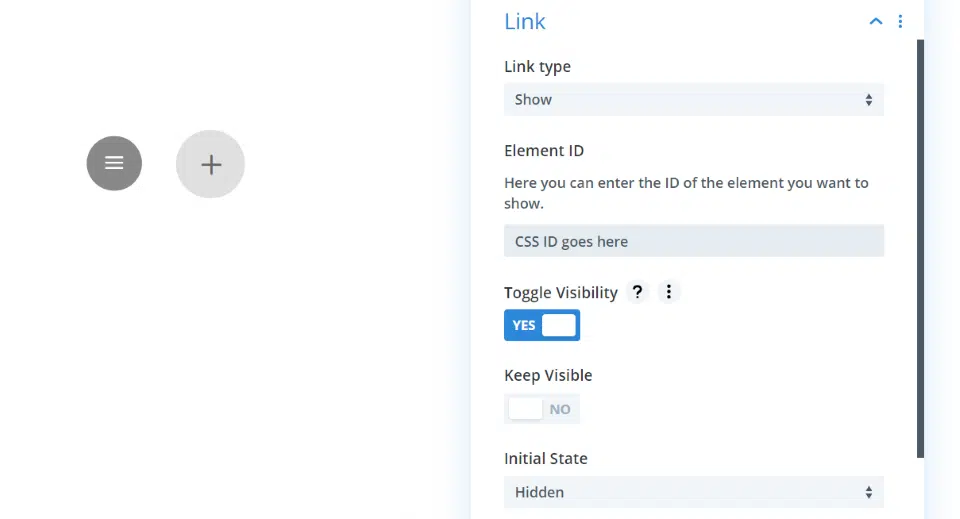 Link
Link type
Show
Element ID
Here you can enter the ID of the element you want to
show.
CSS ID goes here
Toggle Visibility ?
YES
Keep Visible
NO
Initial State
Hidden